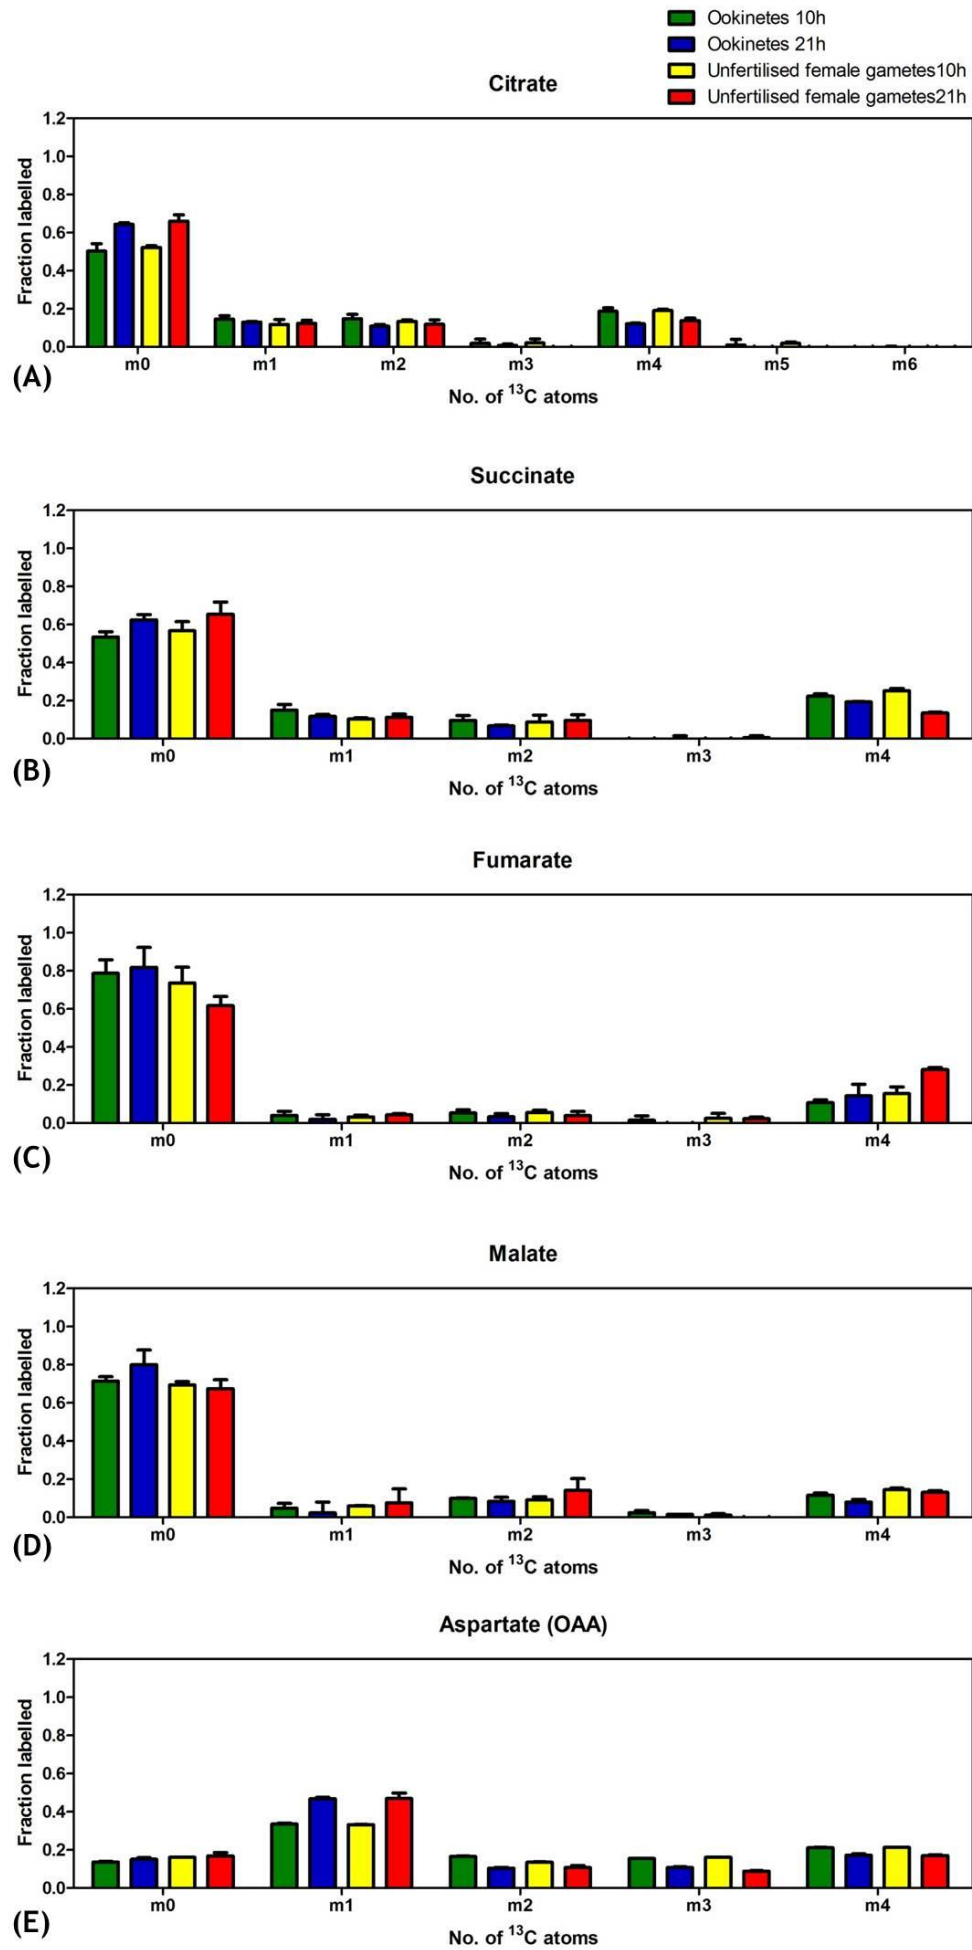 Ookinetes 10h
Ookinetes 21h
Unfertilised female gametes10h
Unfertilised female gametes21h
Citrate
Fraction labelled
1.2
1.0
0.8
0.6
0.4
0.2
0.0
m0 m1 m2 m3 m4 m5 m6
(A)
No. of ¹³C atoms
Succinate
Fraction labelled
1.2
1.0
0.8
0.6
0.4
0.2
0.0
m0 m1 m2 m3 m4
(B)
No. of ¹³C atoms
Fumarate
Fraction labelled
1.2
1.0
0.8
0.6
0.4
0.2
0.0
m0 m1 m2 m3 m4
(C)
No. of ¹³C atoms
Malate
Fraction labelled
1.2
1.0
0.8
0.6
0.4
0.2
0.0
m0 m1 m2 m3 m4
(D)
No. of ¹³C atoms
Aspartate (OAA)
Fraction labelled
1.2
1.0
0.8
0.6
0.4
0.2
0.0
m0 m1 m2 m3 m4
(E)
No. of ¹³C atoms